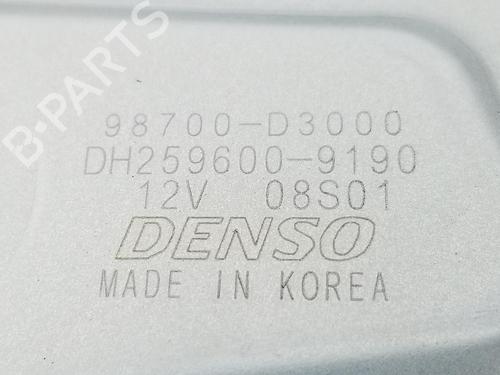 B-PARTS
98700-D3000
DH259600-9190
12V 08S01
DENSO
MADE IN KOREA